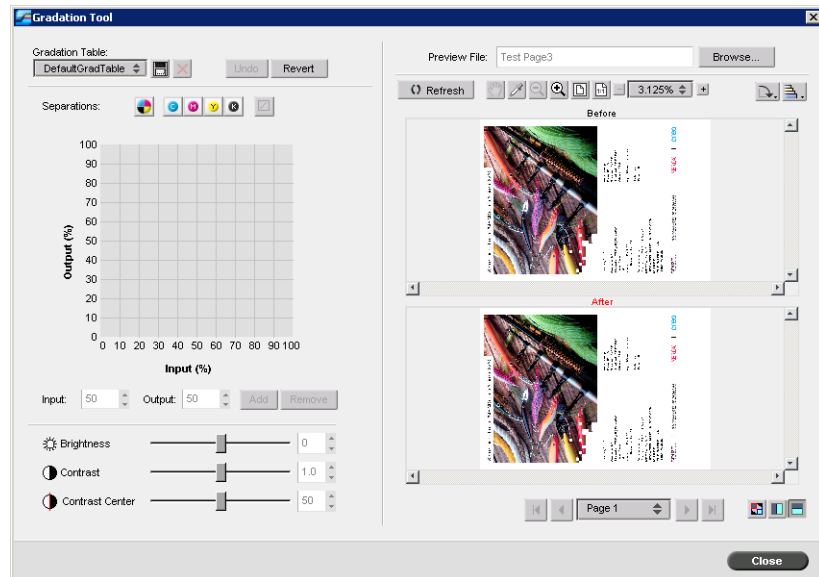 Gradation Tool
Gradation Table:
DefaultGradTable
Undo
Revert
Separations:
C
M
Y
K
100
90
80
70
60
50
40
30
20
10
0
Output (%)
0 10 20 30 40 50 60 70 80 90 100
Input (%)
Input: 50 Output: 50 Add Remove
Brightness 0
Contrast 1.0
Contrast Center 50
Preview File: Test Page3 Browse...
Refresh
1:1
3.125%
Before
After
Page 1
Close